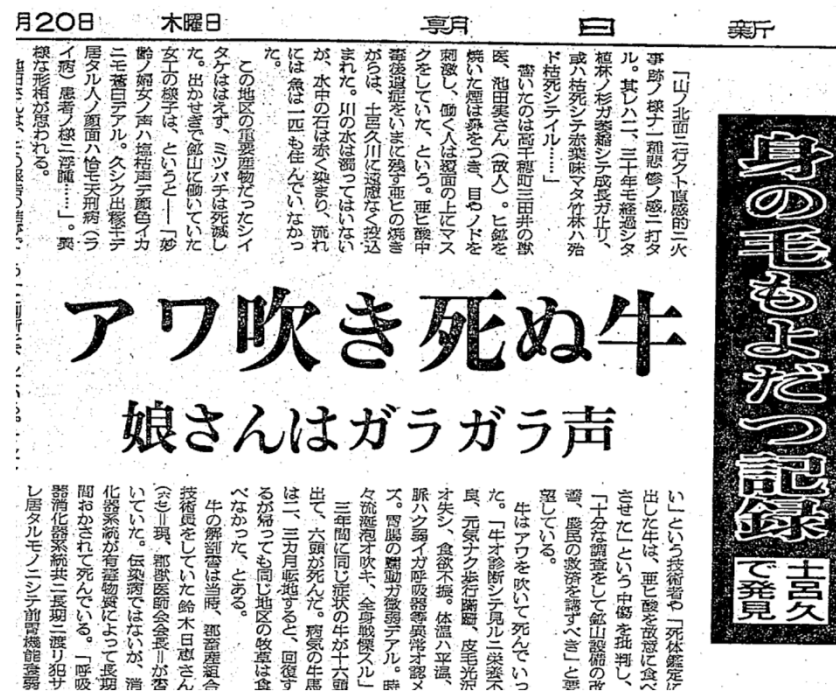 月20日 木曜日 朝日新
身の毛もよだつ記録
土呂久
で発見
「山ノ北面ニ行クト直感的ニ火
事跡ノ様ナ一種悲惨ノ感ニ打タ
ル。其レハ二、三十年モ経過シタ
植林ノ杉ガ萎縮シテ成長ガ止リ、
或ハ枯死シテ赤葉味マタ竹林ハ殆
ド枯死シテイル……」
書いたのは高千穂町三田井の獣
医、池田実さん(故人)。ヒ鉱を
焼いた煙は鼻をつき、目やノドを
刺激し、働く人は覆面の上にマス
クをしていた、という。亜ヒ酸中
毒後遺症をいまに残す亜ヒの焼き
がらは、土呂久川に遠慮なく投込
まれた。川の水は濁ってはいない
が、水中の石は赤く染まり、流れ
には魚は一匹も住んでいなかっ
た。
この地区の重要産物だったシイ
タケははえず、ミツバチは死滅し
た。出かせぎで鉱山に働いていた
女工の様子は、というと――「妙
齢ノ婦女ノ声ハ塩枯声デ顔色イカ
ニモ蒼白デアル。久シク出稼キテ
居タル人ノ顔面ハ恰モ天刑病(ラ
イ病)患者ノ様ニ浮腫……」。異
様な形相が思われる。
アワ吹き死ぬ牛
娘さんはガラガラ声
い」という技術者や「死体鑑定に
出した牛は、亜ヒ酸を故意に食べ
させた」という中傷を批判し、
「十分な調査をして鉱山設備の改
善、農民の救済を講ずべき」と要
望している。
牛はアワを吹いて死んでいっ
た。「牛オ診断シテ見ルニ栄養不
良、元気ナク歩行蹣跚、皮毛光沢
オ失シ、食欲不振。体温ハ平温、
脈ハク弱イガ呼吸器等異常オ認メ
ズ。胃腸の蠕動ガ微弱デアル。時
々流涎泡オ吹キ、全身戦慄スル」
三年間に同じ症状の牛が十六頭
出て、六頭が死んだ。病気の牛馬
は二、三カ月転地すると、回復す
るが帰っても同じ地区の牧草は食
べなかった、とある。
牛の解剖書は当時、郡畜産組合
技術員をしていた鈴木日恵さん
=現、郡獣医師会会長=が書
いていた。伝染病ではないが、消
化器系統が有毒物質によって長期
間おかされて死んでいる。「呼吸
器消化器系統共ニ長期ニ渡リ犯サ
レ居タルモノニシテ肝腎機能衰弱